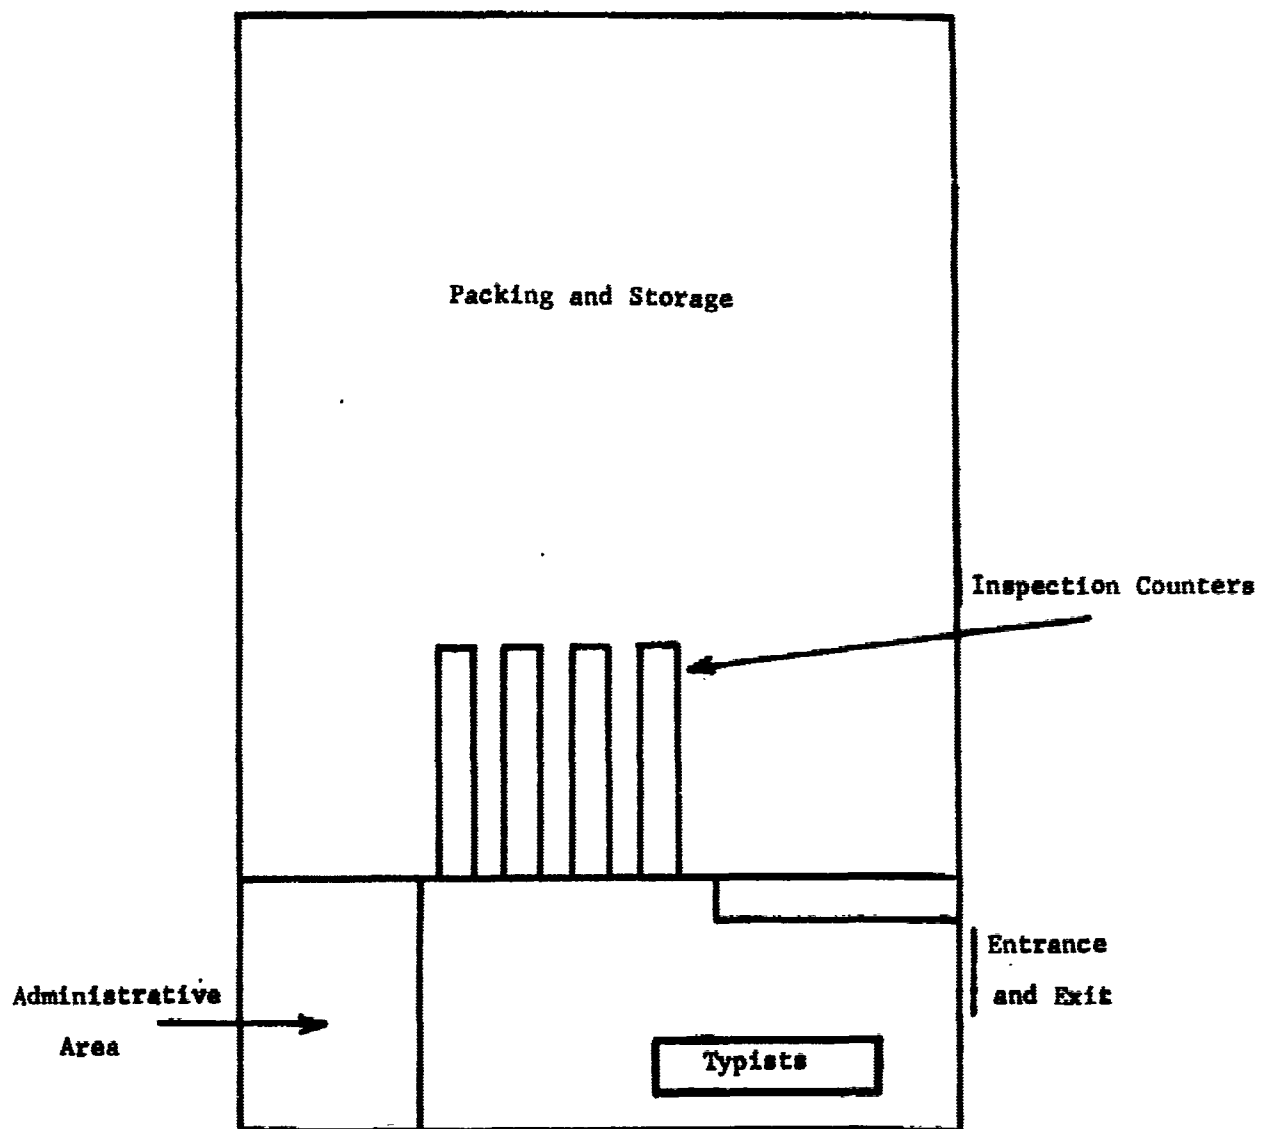 Packing and Storage
Inspection Counters
Entrance
and Exit
Administrative
Area
Typists